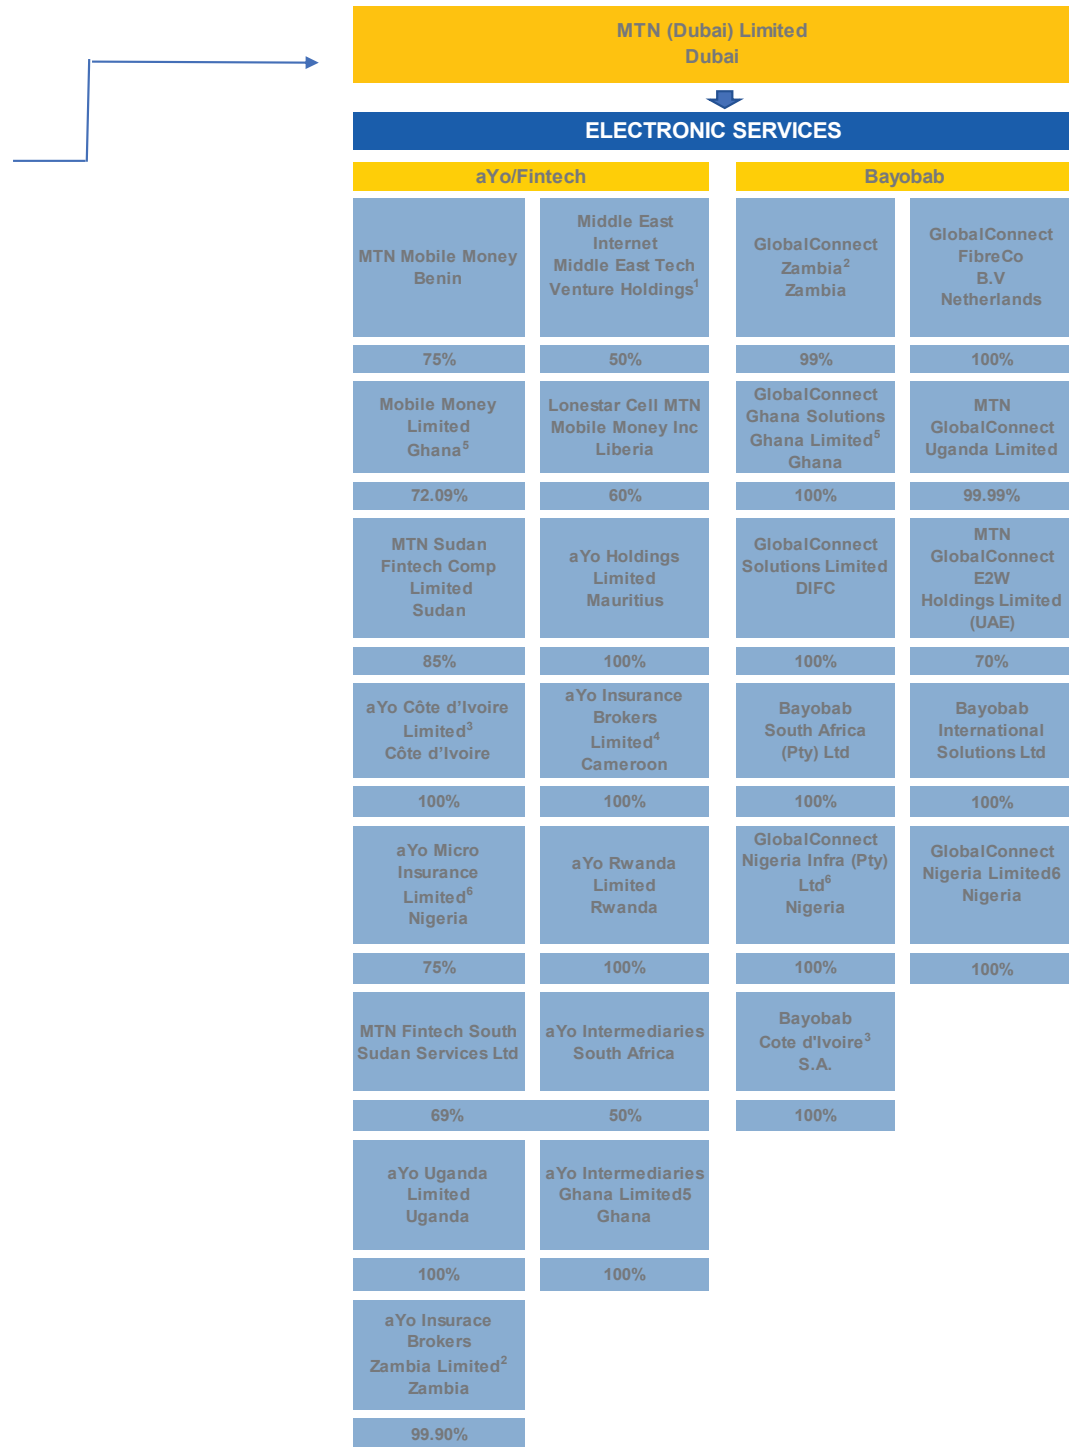 MTN (Dubai) Limited
Dubai
ELECTRONIC SERVICES
aYo/Fintech
Bayobab
MTN Mobile Money
Benin
Middle East
Internet
Middle East Tech
Venture Holdings¹
GlobalConnect
Zambia²
Zambia
GlobalConnect
FibreCo
B.V
Netherlands
75%
50%
99%
100%
Mobile Money
Limited
Ghana⁵
Lonestar Cell MTN
Mobile Money Inc
Liberia
GlobalConnect
Ghana Solutions
Ghana Limited⁵
Ghana
MTN
GlobalConnect
Uganda Limited
72.09%
60%
100%
99.99%
MTN Sudan
Fintech Comp
Limited
Sudan
aYo Holdings
Limited
Mauritius
GlobalConnect
Solutions Limited
DIFC
MTN
GlobalConnect
E2W
Holdings Limited
(UAE)
85%
100%
100%
70%
aYo Côte d’Ivoire
Limited³
Côte d’Ivoire
aYo Insurance
Brokers
Limited⁴
Cameroon
Bayobab
South Africa
(Pty) Ltd
Bayobab
International
Solutions Ltd
100%
100%
100%
100%
aYo Micro
Insurance
Limited⁶
Nigeria
aYo Rwanda
Limited
Rwanda
GlobalConnect
Nigeria Infra (Pty)
Ltd⁶
Nigeria
GlobalConnect
Nigeria Limited6
Nigeria
75%
100%
100%
100%
MTN Fintech South
Sudan Services Ltd
aYo Intermediaries
South Africa
Bayobab
Cote d'Ivoire³
S.A.
69%
50%
100%
aYo Uganda
Limited
Uganda
aYo Intermediaries
Ghana Limited5
Ghana
100%
100%
aYo Insurace
Brokers
Zambia Limited²
Zambia
99.90%